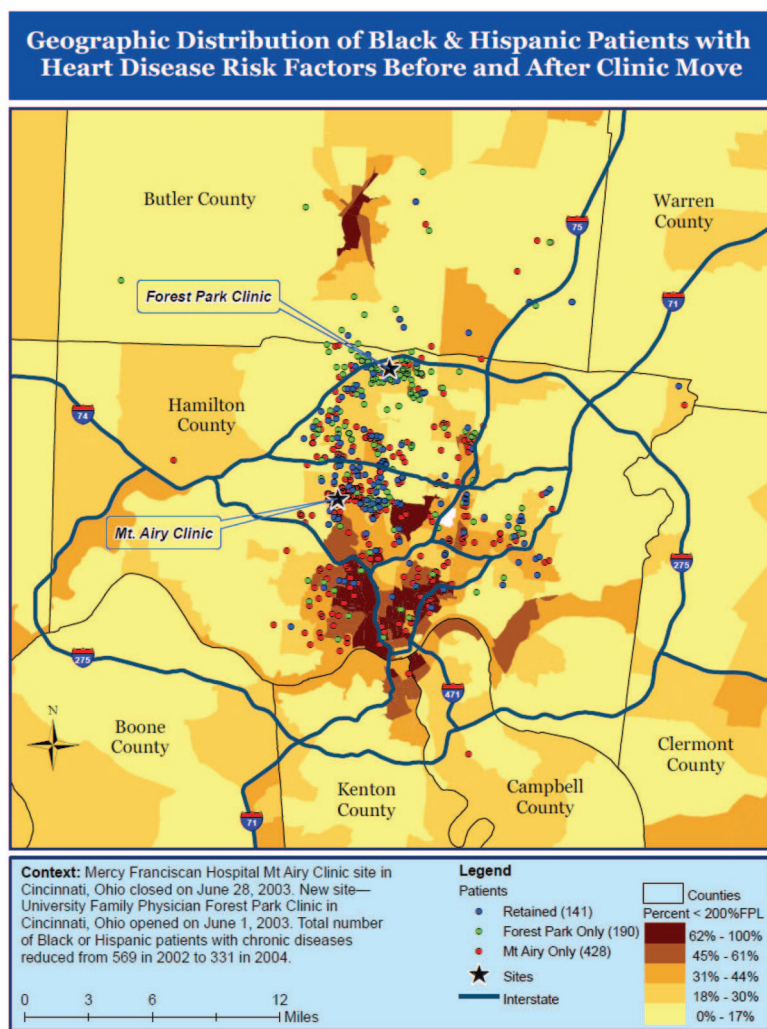 Geographic Distribution of Black & Hispanic Patients with
Heart Disease Risk Factors Before and After Clinic Move
Butler County
Warren
County
75
Forest Park Clinic
71
74
Hamilton
County
Mt. Airy Clinic
275
275
471
N
Boone
County
Clermont
County
Kenton
County
Campbell
County
71
Context: Mercy Franciscan Hospital Mt Airy Clinic site in
Cincinnati, Ohio closed on June 28, 2003. New site—
University Family Physician Forest Park Clinic in
Cincinnati, Ohio opened on June 1, 2003. Total number
of Black or Hispanic patients with chronic diseases
reduced from 569 in 2002 to 331 in 2004.
0 3 6 12
Miles
Legend
Patients
Retained (141)
Forest Park Only (190)
Mt Airy Only (428)
Sites
Interstate
Counties
Percent < 200%FPL
62% - 100%
45% - 61%
31% - 44%
18% - 30%
0% - 17%